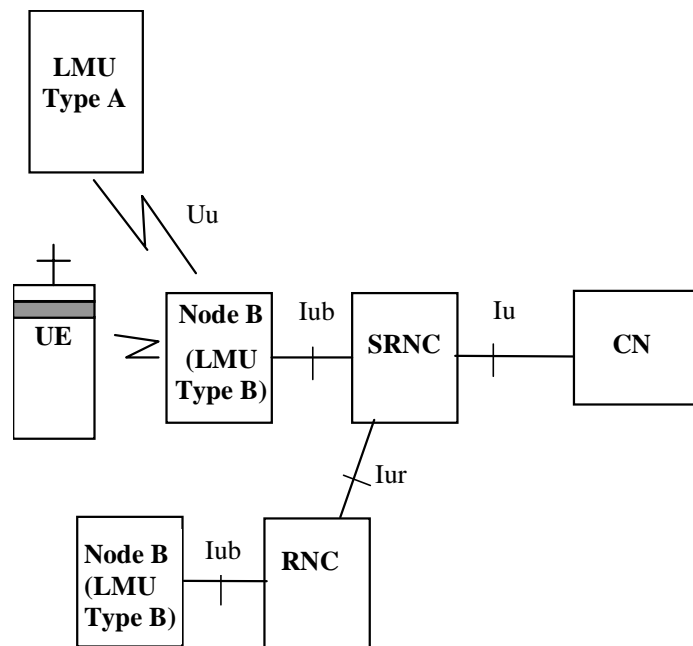 LMU
Type A
Uu
UE
Node B
(LMU
Type B)
Iub
SRNC
Iu
CN
Iur
Node B
(LMU
Type B)
Iub
RNC